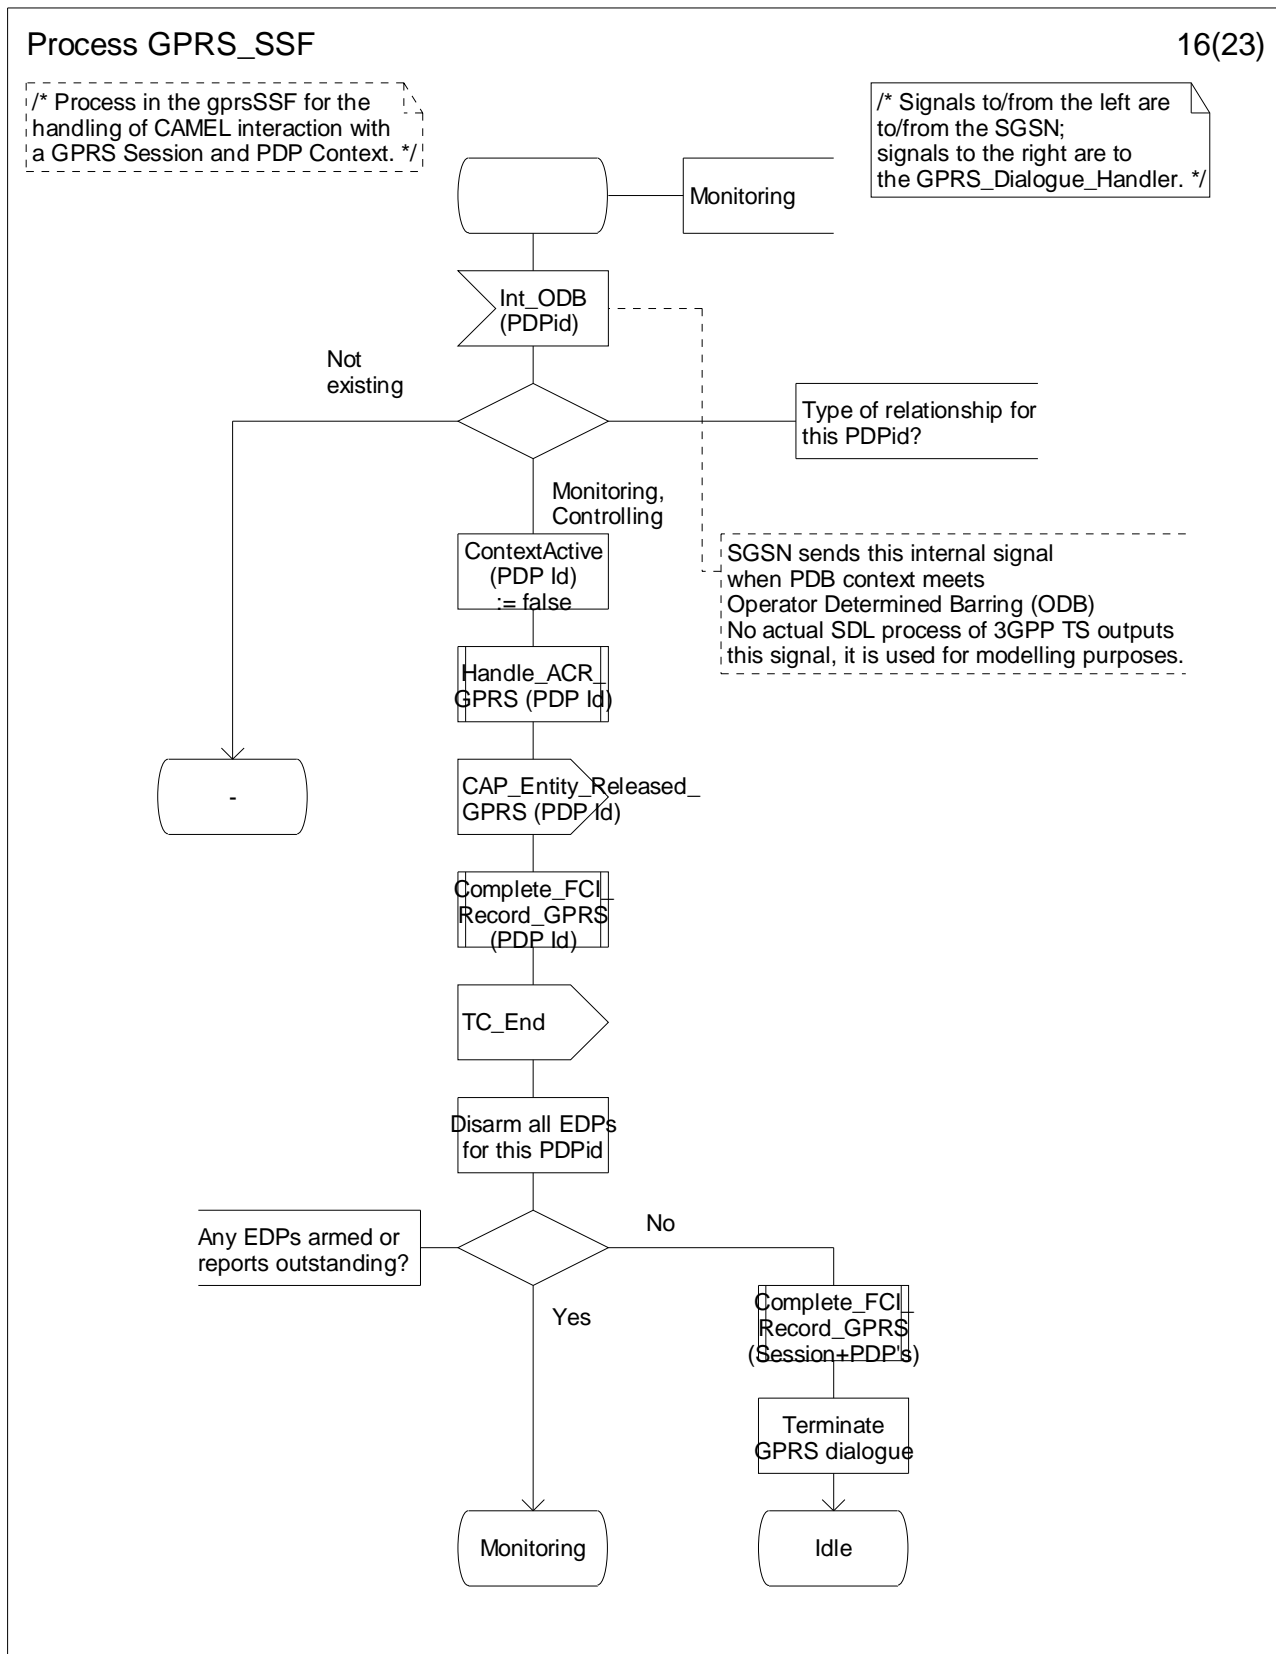 Process GPRS_SSF
16(23)
/* Process in the gprsSSF for the
handling of CAMEL interaction with
a GPRS Session and PDP Context. */
/* Signals to/from the left are
to/from the SGSN;
signals to the right are to
the GPRS_Dialogue_Handler. */
Monitoring
Int_ODB
(PDPid)
Not
existing
Type of relationship for
this PDPid?
Monitoring,
Controlling
ContextActive
(PDP Id)
:= false
SGSN sends this internal signal
when PDB context meets
Operator Determined Barring (ODB)
No actual SDL process of 3GPP TS outputs
this signal, it is used for modelling purposes.
Handle_ACR_
GPRS (PDP Id)
-
CAP_Entity_Released_
GPRS (PDP Id)
Complete_FCI_
Record_GPRS
(PDP Id)
TC_End
Disarm all EDPs
for this PDPid
Any EDPs armed or
reports outstanding?
No
Yes
Complete_FCI_
Record_GPRS
(Session+PDP's)
Terminate
GPRS dialogue
Monitoring
Idle